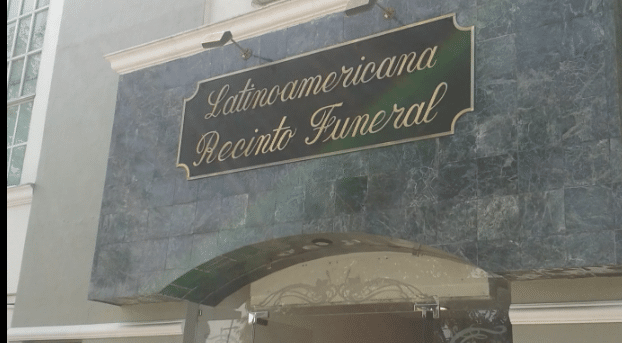 Latinoamericana
Recinto Funeral